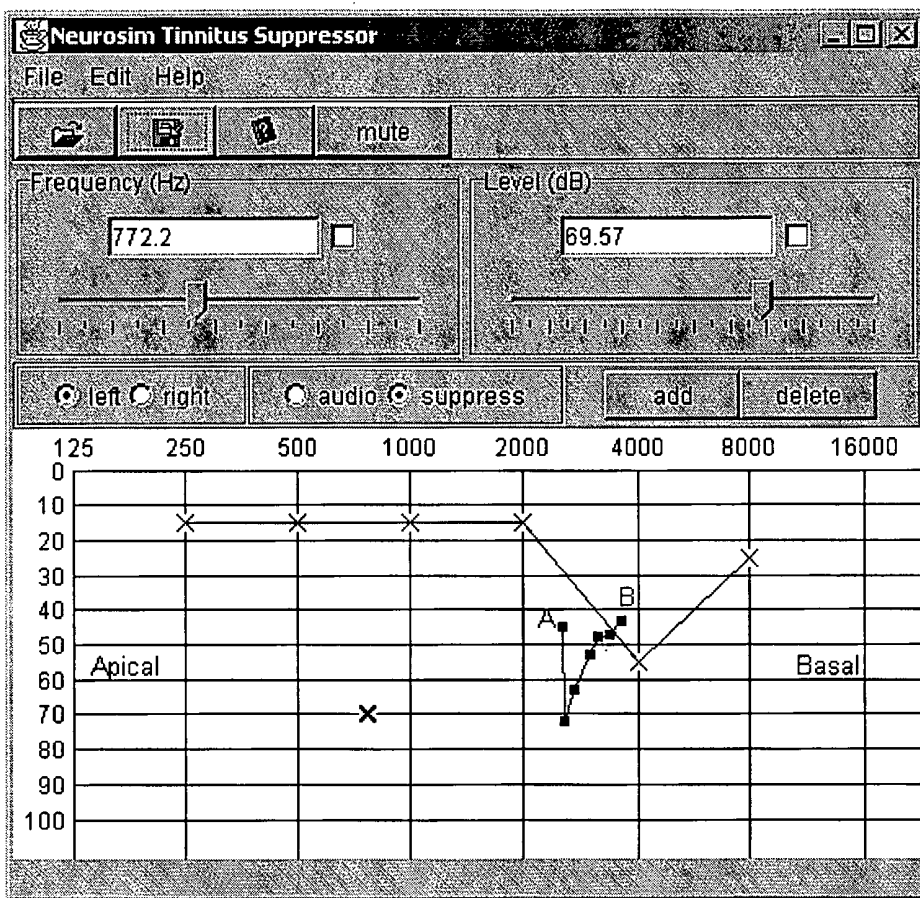 Neurosim Tinnitus Suppressor
File Edit Help
mute
Frequency (Hz)
Level (dB)
772.2
69.57
left right audio suppress add delete
125 250 500 1000 2000 4000 8000 16000
0
10
20
30
40
A B
50
Apical Basal
60
70
80
90
100